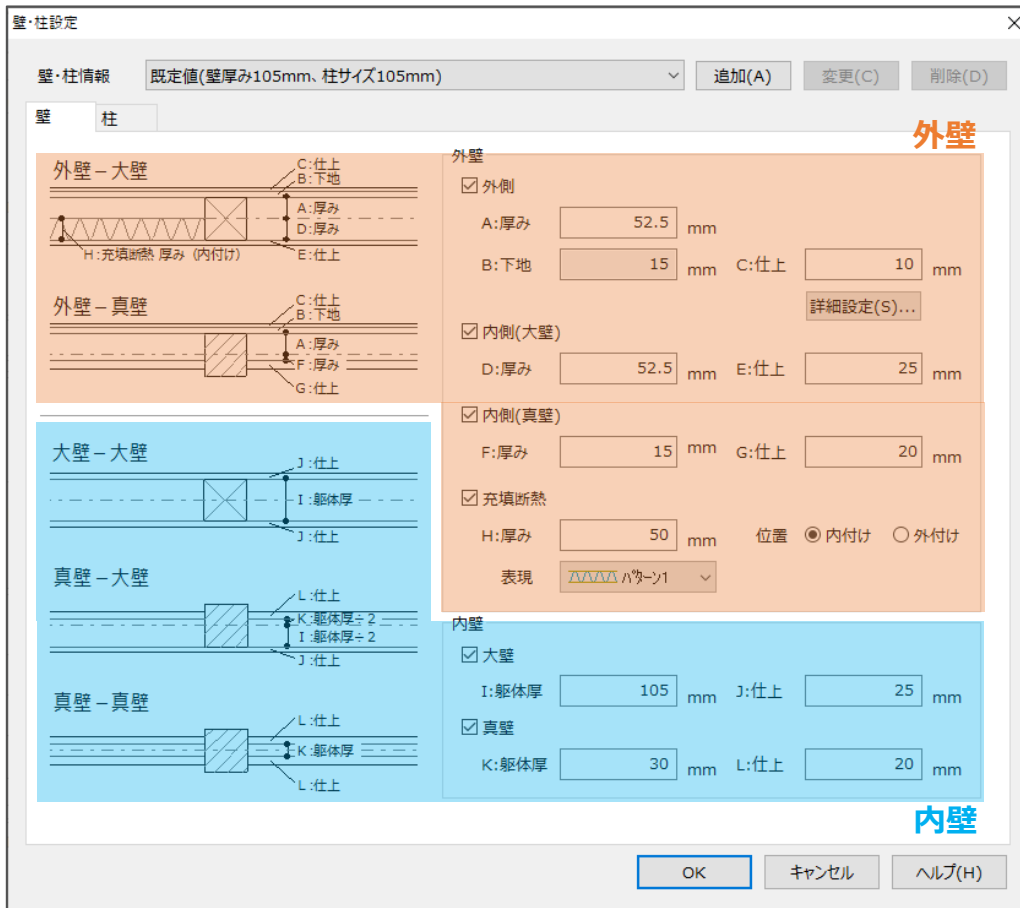 壁・柱設定
壁・柱情報 既定値(壁厚み105mm、柱サイズ105mm) 追加(A) 変更(C) 削除(D)
壁 柱
外壁
外壁－大壁
C:仕上
B:下地
A:厚み
D:厚み
H:充填断熱 厚み (内付け)
E:仕上
外壁－真壁
C:仕上
B:下地
A:厚み
F:厚み
G:仕上
大壁－大壁
J:仕上
I:躯体厚
J:仕上
真壁－大壁
L:仕上
K:躯体厚÷2
I:躯体厚÷2
J:仕上
真壁－真壁
L:仕上
K:躯体厚
L:仕上
外壁
外側
A:厚み 52.5 mm
B:下地 15 mm C:仕上 10 mm
詳細設定(S)...
内側(大壁)
D:厚み 52.5 mm E:仕上 25 mm
内側(真壁)
F:厚み 15 mm G:仕上 20 mm
充填断熱
H:厚み 50 mm 位置 内付け 外付け
表現 パターン1
内壁
大壁
I:躯体厚 105 mm J:仕上 25 mm
真壁
K:躯体厚 30 mm L:仕上 20 mm
内壁
OK キャンセル ヘルプ(H)